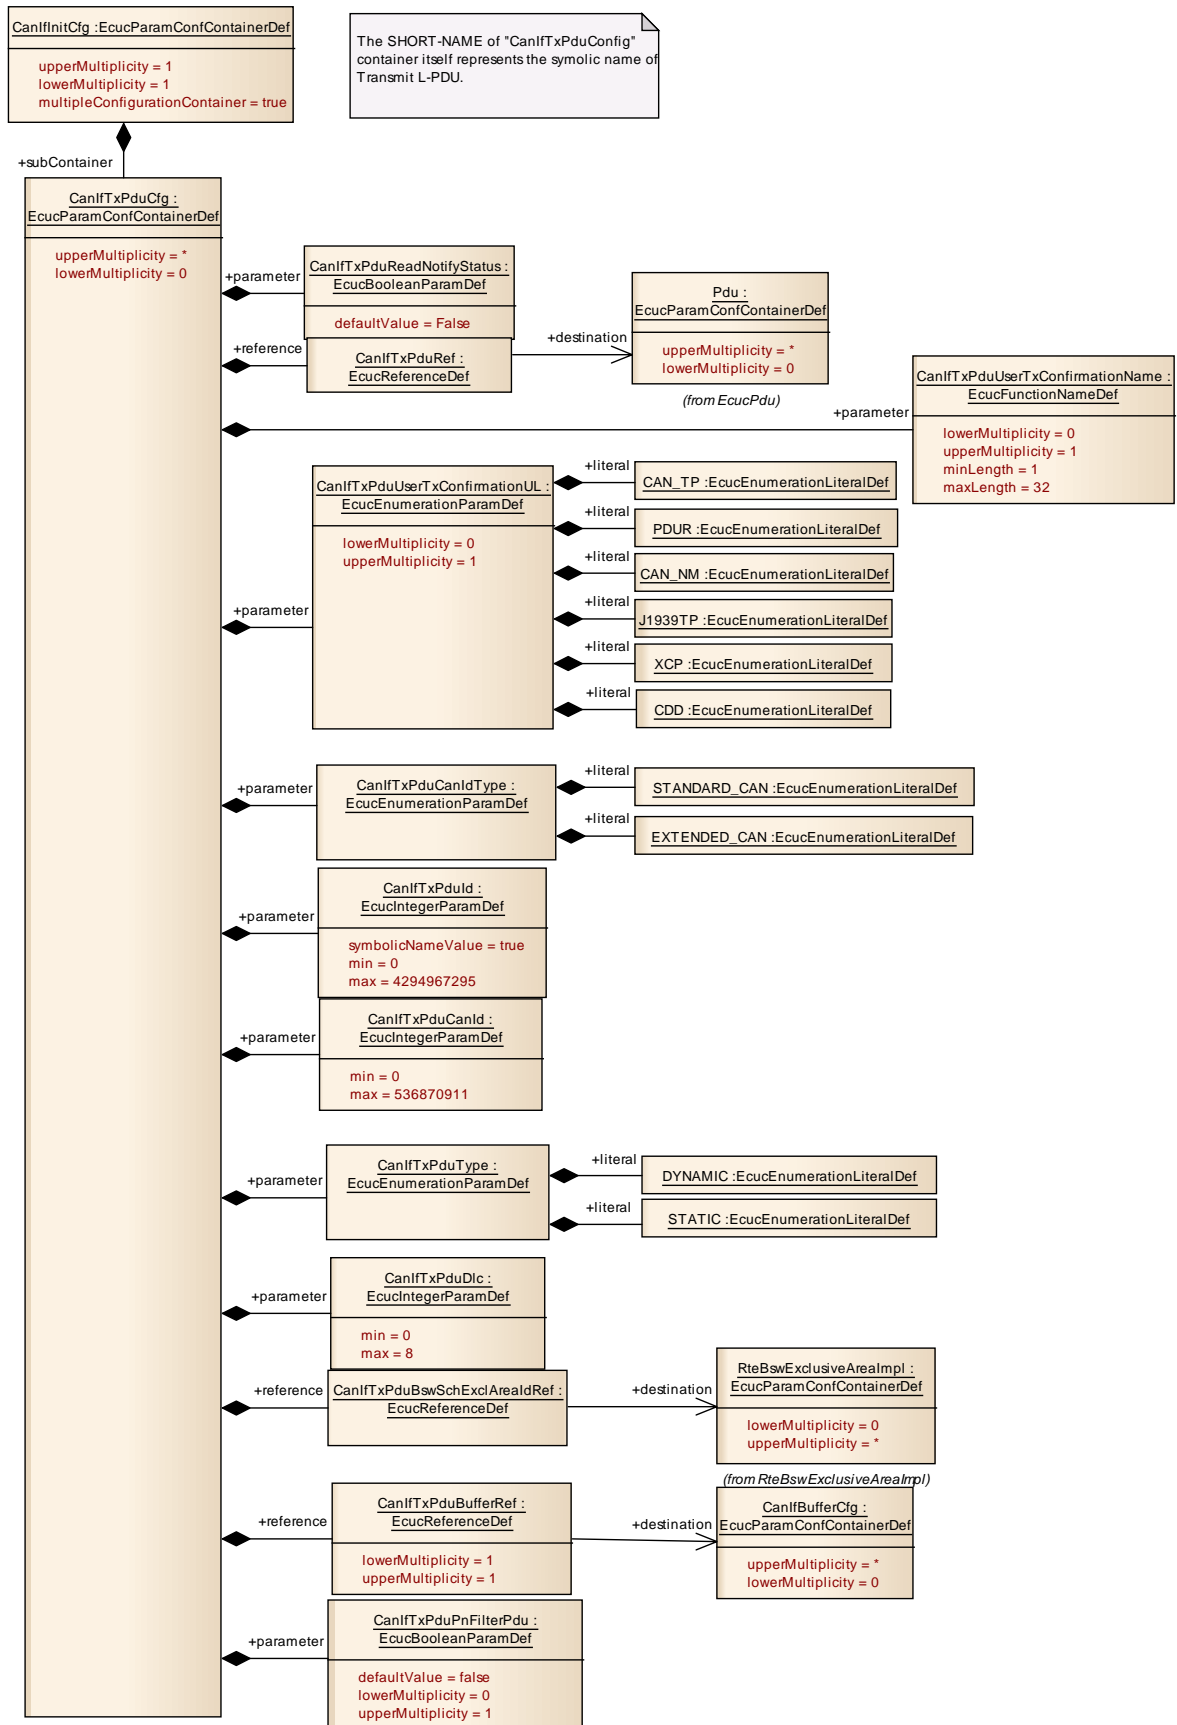 CanIfInitCfg :EcucParamConfContainerDef
upperMultiplicity = 1
lowerMultiplicity = 1
multipleConfigurationContainer = true
The SHORT-NAME of "CanIfTxPduConfig"
container itself represents the symolic name of
Transmit L-PDU.
+subContainer
CanIfTxPduCfg :
EcucParamConfContainerDef
upperMultiplicity = *
lowerMultiplicity = 0
+parameter
CanIfTxPduReadNotifyStatus :
EcucBooleanParamDef
defaultValue = False
+reference
CanIfTxPduRef :
EcucReferenceDef
+destination
Pdu :
EcucParamConfContainerDef
upperMultiplicity = *
lowerMultiplicity = 0
(from EcucPdu)
+parameter
CanIfTxPduUserTxConfirmationName :
EcucFunctionNameDef
lowerMultiplicity = 0
upperMultiplicity = 1
minLength = 1
maxLength = 32
+parameter
CanIfTxPduUserTxConfirmationUL :
EcucEnumerationParamDef
lowerMultiplicity = 0
upperMultiplicity = 1
+literal
CAN_TP :EcucEnumerationLiteralDef
+literal
PDUR :EcucEnumerationLiteralDef
+literal
CAN_NM :EcucEnumerationLiteralDef
+literal
J1939TP :EcucEnumerationLiteralDef
+literal
XCP :EcucEnumerationLiteralDef
+literal
CDD :EcucEnumerationLiteralDef
+parameter
CanIfTxPduCanIdType :
EcucEnumerationParamDef
+literal
STANDARD_CAN :EcucEnumerationLiteralDef
+literal
EXTENDED_CAN :EcucEnumerationLiteralDef
+parameter
CanIfTxPduId :
EcucIntegerParamDef
symbolicNameValue = true
min = 0
max = 4294967295
+parameter
CanIfTxPduCanId :
EcucIntegerParamDef
min = 0
max = 536870911
+parameter
CanIfTxPduType :
EcucEnumerationParamDef
+literal
DYNAMIC :EcucEnumerationLiteralDef
+literal
STATIC :EcucEnumerationLiteralDef
+parameter
CanIfTxPduDlc :
EcucIntegerParamDef
min = 0
max = 8
+reference
CanIfTxPduBswSchExclAreaIdRef :
EcucReferenceDef
+destination
RteBswExclusiveAreaImpl :
EcucParamConfContainerDef
lowerMultiplicity = 0
upperMultiplicity = *
(from RteBswExclusiveAreaImpl)
+reference
CanIfTxPduBufferRef :
EcucReferenceDef
lowerMultiplicity = 1
upperMultiplicity = 1
+destination
CanIfBufferCfg :
EcucParamConfContainerDef
upperMultiplicity = *
lowerMultiplicity = 0
+parameter
CanIfTxPduPnFilterPdu :
EcucBooleanParamDef
defaultValue = false
lowerMultiplicity = 0
upperMultiplicity = 1